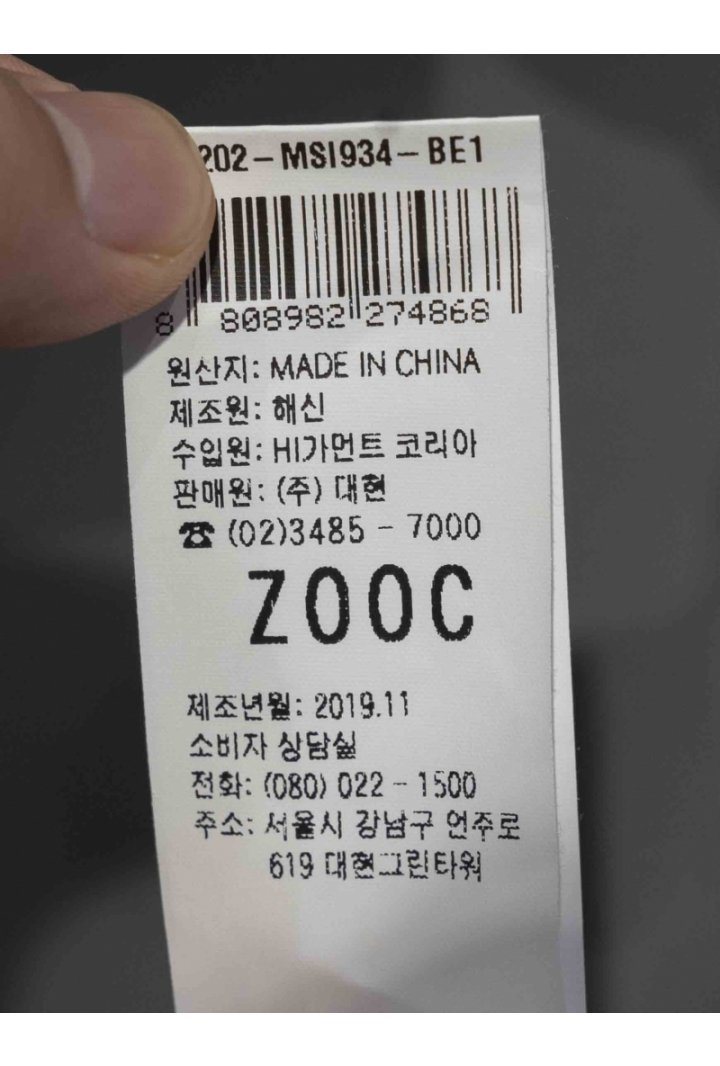 202-MSI934-BE1
8 808982 274868
원산지: MADE IN CHINA
제조원: 해신
수입원: HI가먼트 코리아
판매원: (주) 대현
☎ (02)3485 - 7000
ZOOC
제조년월: 2019.11
소비자 상담실
전화: (080) 022 - 1500
주소: 서울시 강남구 언주로
619 대현그린타워